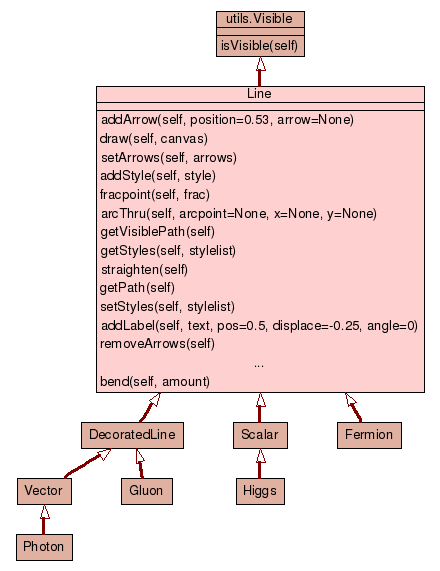 utils.Visible
isVisible(self)
Line
addArrow(self, position=0.53, arrow=None)
draw(self, canvas)
setArrows(self, arrows)
addStyle(self, style)
fracpoint(self, frac)
arcThru(self, arcpoint=None, x=None, y=None)
getVisiblePath(self)
getStyles(self, stylelist)
straighten(self)
getPath(self)
setStyles(self, stylelist)
addLabel(self, text, pos=0.5, displace=-0.25, angle=0)
removeArrows(self)
...
bend(self, amount)
DecoratedLine
Scalar
Fermion
Vector
Gluon
Higgs
Photon